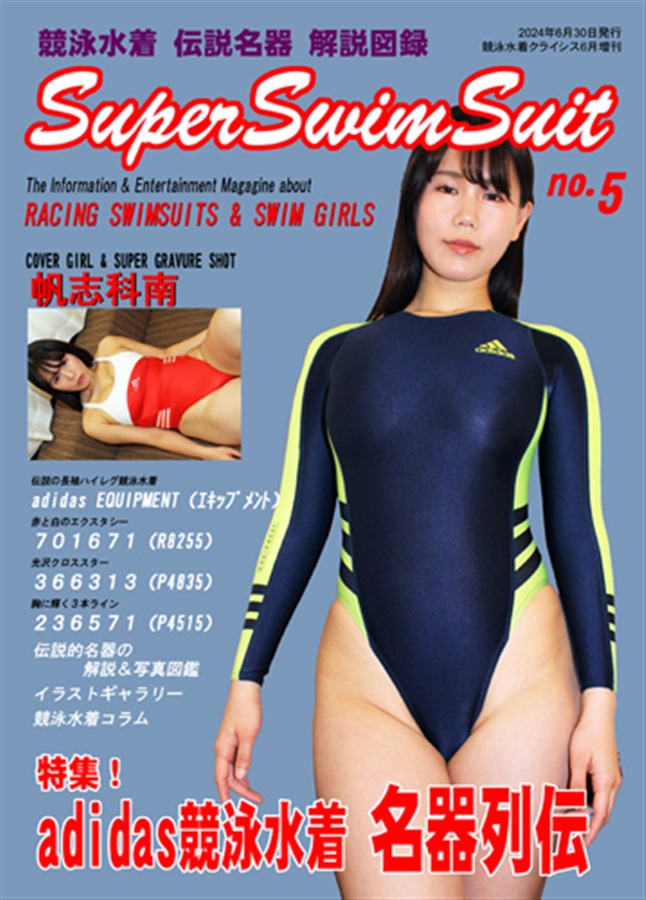 競泳水着 伝説名器 解説図録
2024年6月30日発行
競泳水着クライシス6月増刊
SuperSwimSuit
no.5
The Information & Entertainment Magagine about
RACING SWIMSUITS & SWIM GIRLS
COVER GIRL & SUPER GRAVURE SHOT
帆志科南
伝説の長袖ハイレグ競泳水着
adidas EQUIPMENT (エキップメント)
赤と白のエクスタシー
701671 (R8255)
光沢クロススター
366313 (P4835)
胸に輝く3本ライン
236571 (P4515)
伝説的名器の
解説&写真図鑑
イラストギャラリー
競泳水着コラム
特集!
adidas競泳水着 名器列伝
adidas